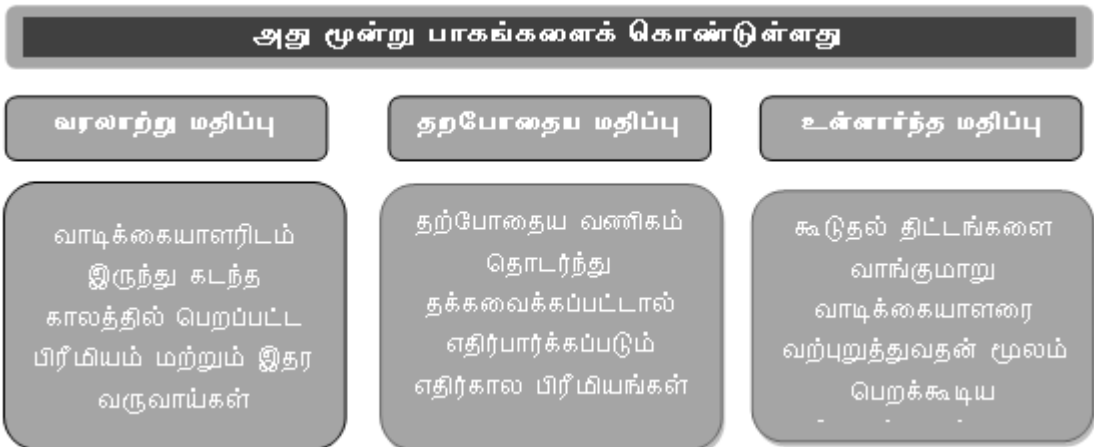 அது மூன்று பாகங்களைக் கொண்டுள்ளது
வரலாற்று மதிப்பு
தறபோதைய மதிப்பு
உள்ளார்ந்த மதிப்பு
வாடிக்கையாளரிடம்
இருந்து கடந்த
காலத்தில் பெறப்பட்ட
பிரீமியம் மற்றும் இதர
வருவாய்கள்
தற்போதைய வணிகம்
தொடர்ந்து
தக்கவைக்கப்பட்டால்
எதிர்பார்க்கப்படும்
எதிர்கால பிரீமியங்கள்
கூடுதல் திட்டங்களை
வாங்குமாறு
வாடிக்கையாளரை
வற்புறுத்துவதன் மூலம்
பெறக்கூடிய